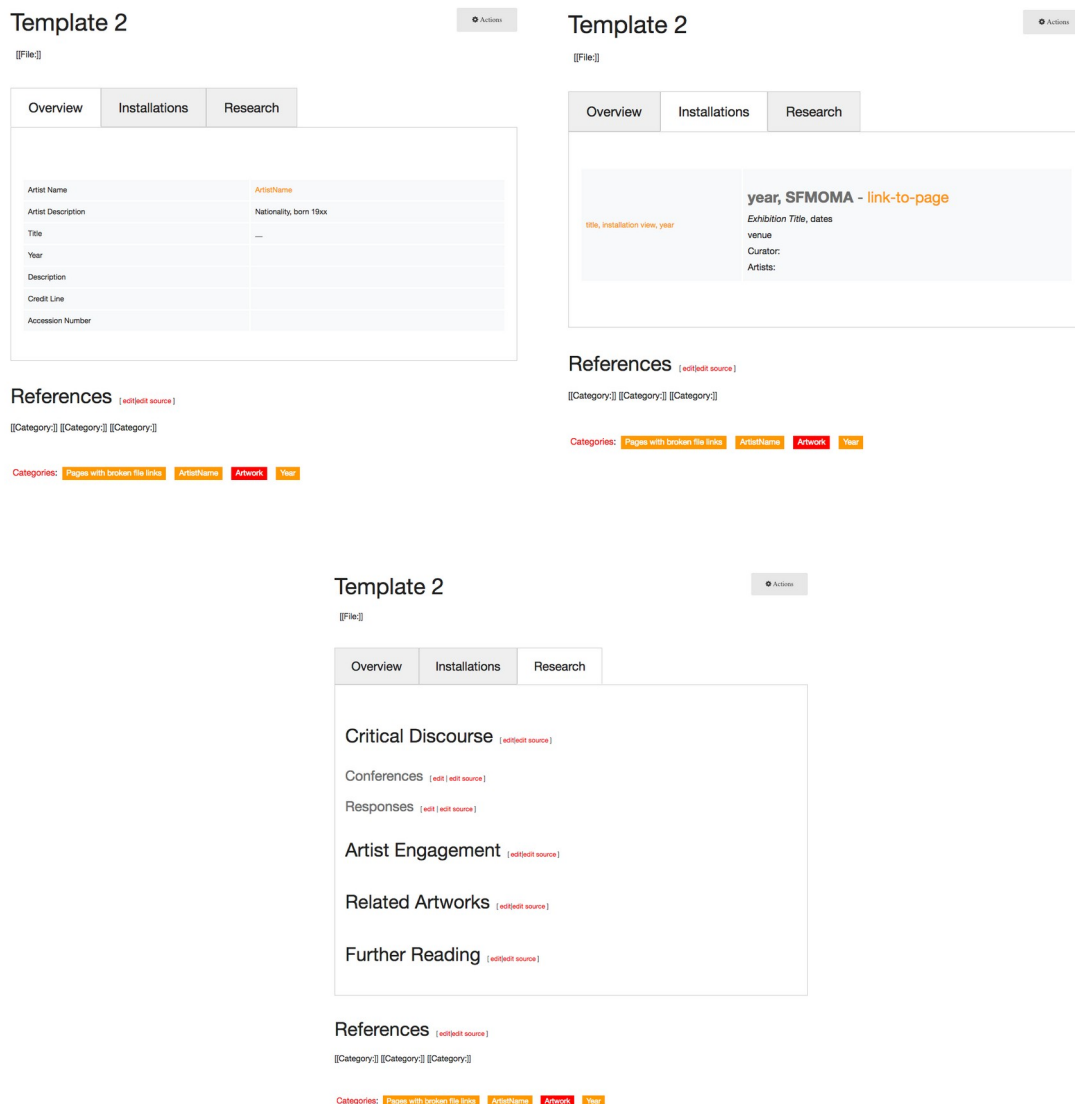 Template 2
Actions
[[File:]]
Overview Installations Research
Artist Name ArtistName
Artist Description Nationality, born 19xx
Title __
Year
Description
Credit Line
Accession Number
References [ edit|edit source ]
[[Category:]] [[Category:]] [[Category:]]
Categories: Pages with broken file links ArtistName Artwork Year
Template 2
Actions
[[File:]]
Overview Installations Research
title, installation view, year
year, SFMOMA - link-to-page
Exhibition Title, dates
venue
Curator:
Artists:
References [ edit|edit source ]
[[Category:]] [[Category:]] [[Category:]]
Categories: Pages with broken file links ArtistName Artwork Year
Template 2
Actions
[[File:]]
Overview Installations Research
Critical Discourse [ edit|edit source ]
Conferences [ edit | edit source ]
Responses [ edit | edit source ]
Artist Engagement [ edit|edit source ]
Related Artworks [ edit|edit source ]
Further Reading [ edit|edit source ]
References [ edit|edit source ]
[[Category:]] [[Category:]] [[Category:]]
Categories: Pages with broken file links ArtistName Artwork Year